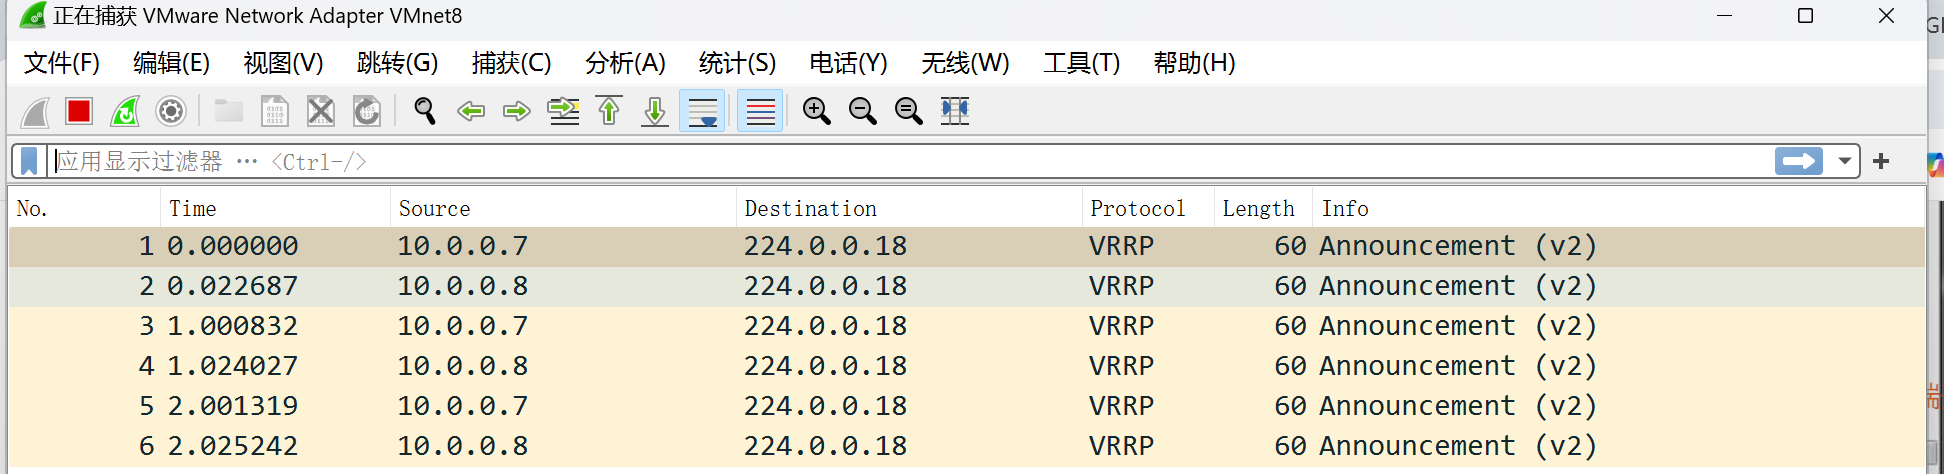 正在捕获 VMware Network Adapter VMnet8
文件(F) 编辑(E) 视图(V) 跳转(G) 捕获(C) 分析(A) 统计(S) 电话(Y) 无线(W) 工具(T) 帮助(H)
应用显示过滤器 … <Ctrl-/>
No. Time Source Destination Protocol Length Info
1 0.000000 10.0.0.7 224.0.0.18 VRRP 60 Announcement (v2)
2 0.022687 10.0.0.8 224.0.0.18 VRRP 60 Announcement (v2)
3 1.000832 10.0.0.7 224.0.0.18 VRRP 60 Announcement (v2)
4 1.024027 10.0.0.8 224.0.0.18 VRRP 60 Announcement (v2)
5 2.001319 10.0.0.7 224.0.0.18 VRRP 60 Announcement (v2)
6 2.025242 10.0.0.8 224.0.0.18 VRRP 60 Announcement (v2)